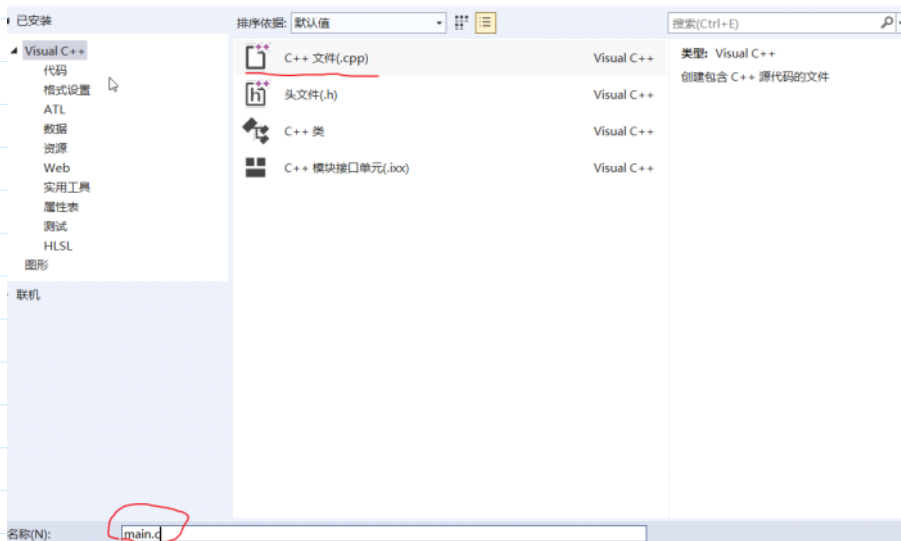 已安装
排序依据: 默认值
搜索(Ctrl+E)
Visual C++
代码
格式设置
ATL
数据
资源
Web
实用工具
属性表
测试
HLSL
图形
联机
C++ 文件(.cpp) Visual C++
头文件(.h) Visual C++
C++ 类 Visual C++
C++ 模块接口单元(.ixx) Visual C++
类型: Visual C++
创建包含 C++ 源代码的文件
名称(N): main.c